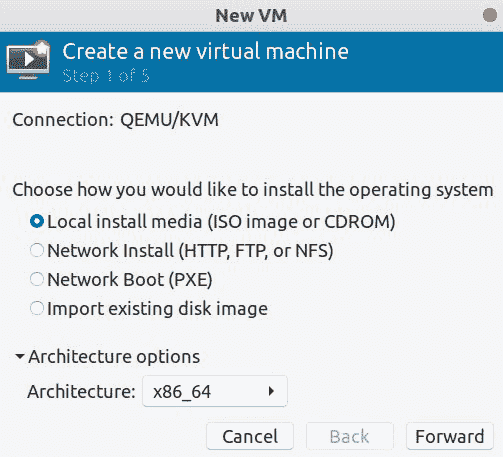 New VM
Create a new virtual machine
Step 1 of 5
Connection: QEMU/KVM
Choose how you would like to install the operating system
Local install media (ISO image or CDROM)
Network Install (HTTP, FTP, or NFS)
Network Boot (PXE)
Import existing disk image
Architecture options
Architecture: x86_64
Cancel Back Forward